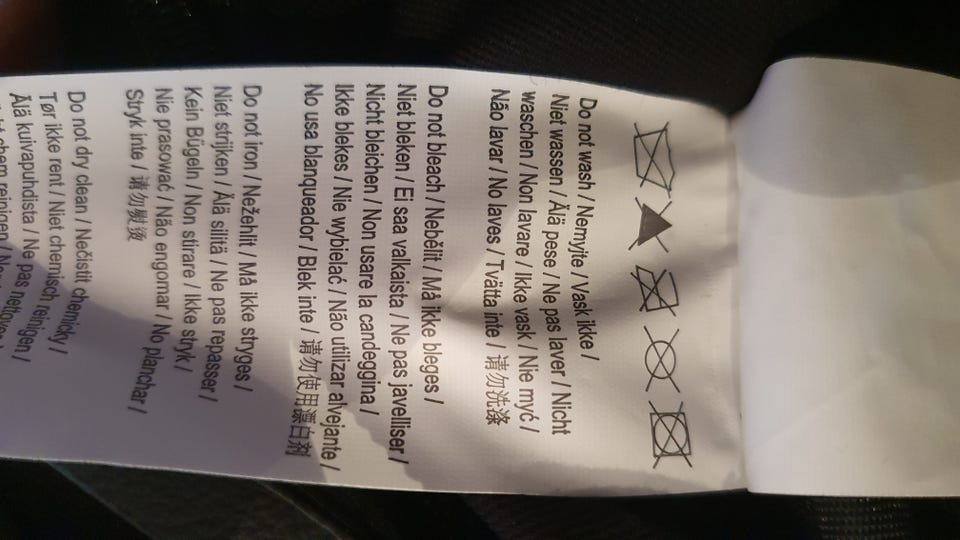 Do not wash / Nemyjte / Vask ikke /
Niet wassen / Älä pese / Ne pas laver / Nicht
waschen / Non lavare / Ikke vask / Nie myć /
Não lavar / No laves / Tvätta inte / 请勿洗涤
Do not bleach / Nebělit / Må ikke bleges /
Niet bleken / Ei saa valkaista / Ne pas javelliser /
Nicht bleichen / Non usare la candeggina /
Ikke blekes / Nie wybielać / Não utilizar alvejante /
No usa blanqueador / Blek inte / 请勿使用漂白剂
Do not iron / Nežehlit / Må ikke stryges /
Niet strijken / Älä silitä / Ne pas repasser /
Kein Bügeln / Non stirare / Ikke stryk /
Nie prasować / Não engomar / No planchar /
Stryk inte / 请勿熨烫
Do not dry clean / Nečistit chemicky /
Tør ikke rent / Niet chemisch reinigen /
Älä kuivapuhdista / Ne pas nettoyer
chem reinigen /